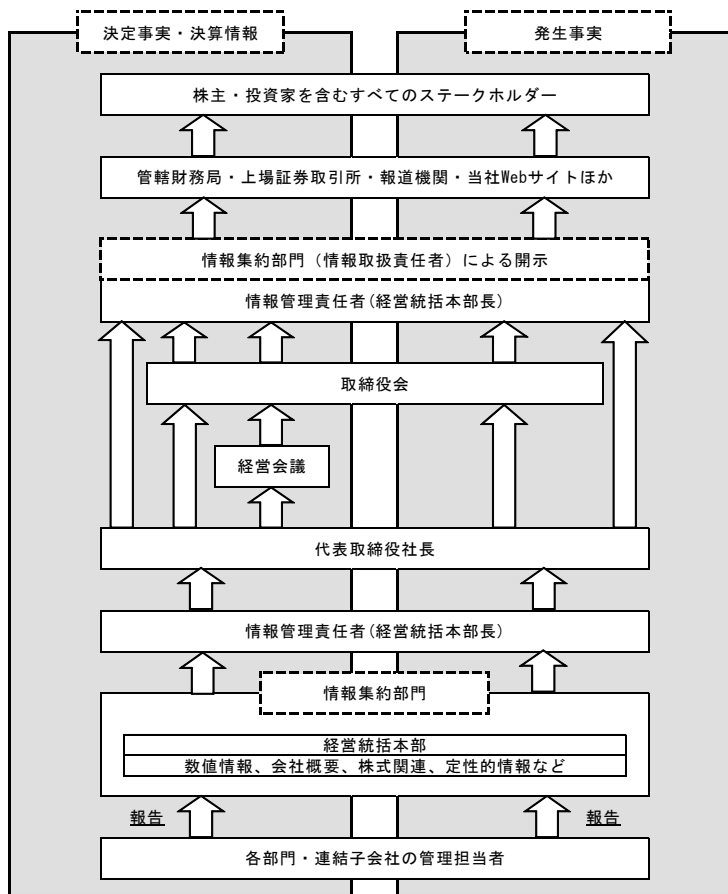 決定事実・決算情報
発生事実
株主・投資家を含むすべてのステークホルダー
管轄財務局・上場証券取引所・報道機関・当社Webサイトほか
情報集約部門（情報取扱責任者）による開示
情報管理責任者(経営統括本部長)
取締役会
経営会議
代表取締役社長
情報管理責任者(経営統括本部長)
情報集約部門
経営統括本部
数値情報、会社概要、株式関連、定性的情報など
報告
報告
各部門・連結子会社の管理担当者